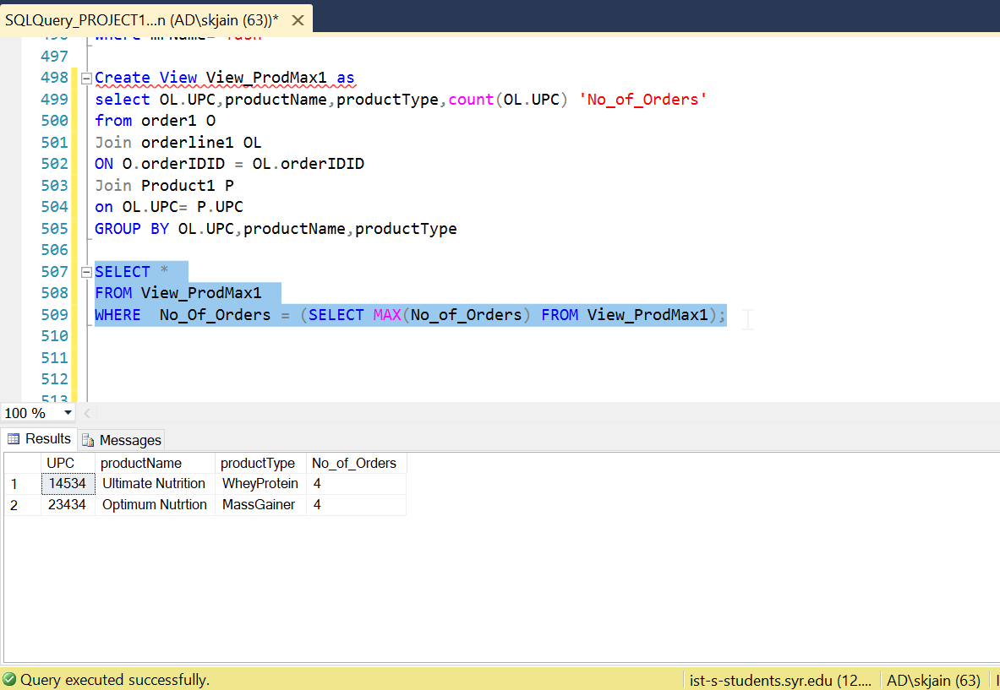 SQLQuery_PROJECT1...n (AD\skjain (63))*
496 where mfName= 'Yash'
497
498 Create View View_ProdMax1 as
499 select OL.UPC,productName,productType,count(OL.UPC) 'No_of_Orders'
500 from order1 O
501 Join orderline1 OL
502 ON O.orderIDID = OL.orderIDID
503 Join Product1 P
504 on OL.UPC= P.UPC
505 GROUP BY OL.UPC,productName,productType
506
507 SELECT *
508 FROM View_ProdMax1
509 WHERE No_Of_Orders = (SELECT MAX(No_of_Orders) FROM View_ProdMax1);
510
511
512
513
100 %
Results Messages
UPC productName productType No_of_Orders
1 14534 Ultimate Nutrition WheyProtein 4
2 23434 Optimum Nutrtion MassGainer 4
Query executed successfully. ist-s-students.syr.edu (12.... AD\skjain (63)